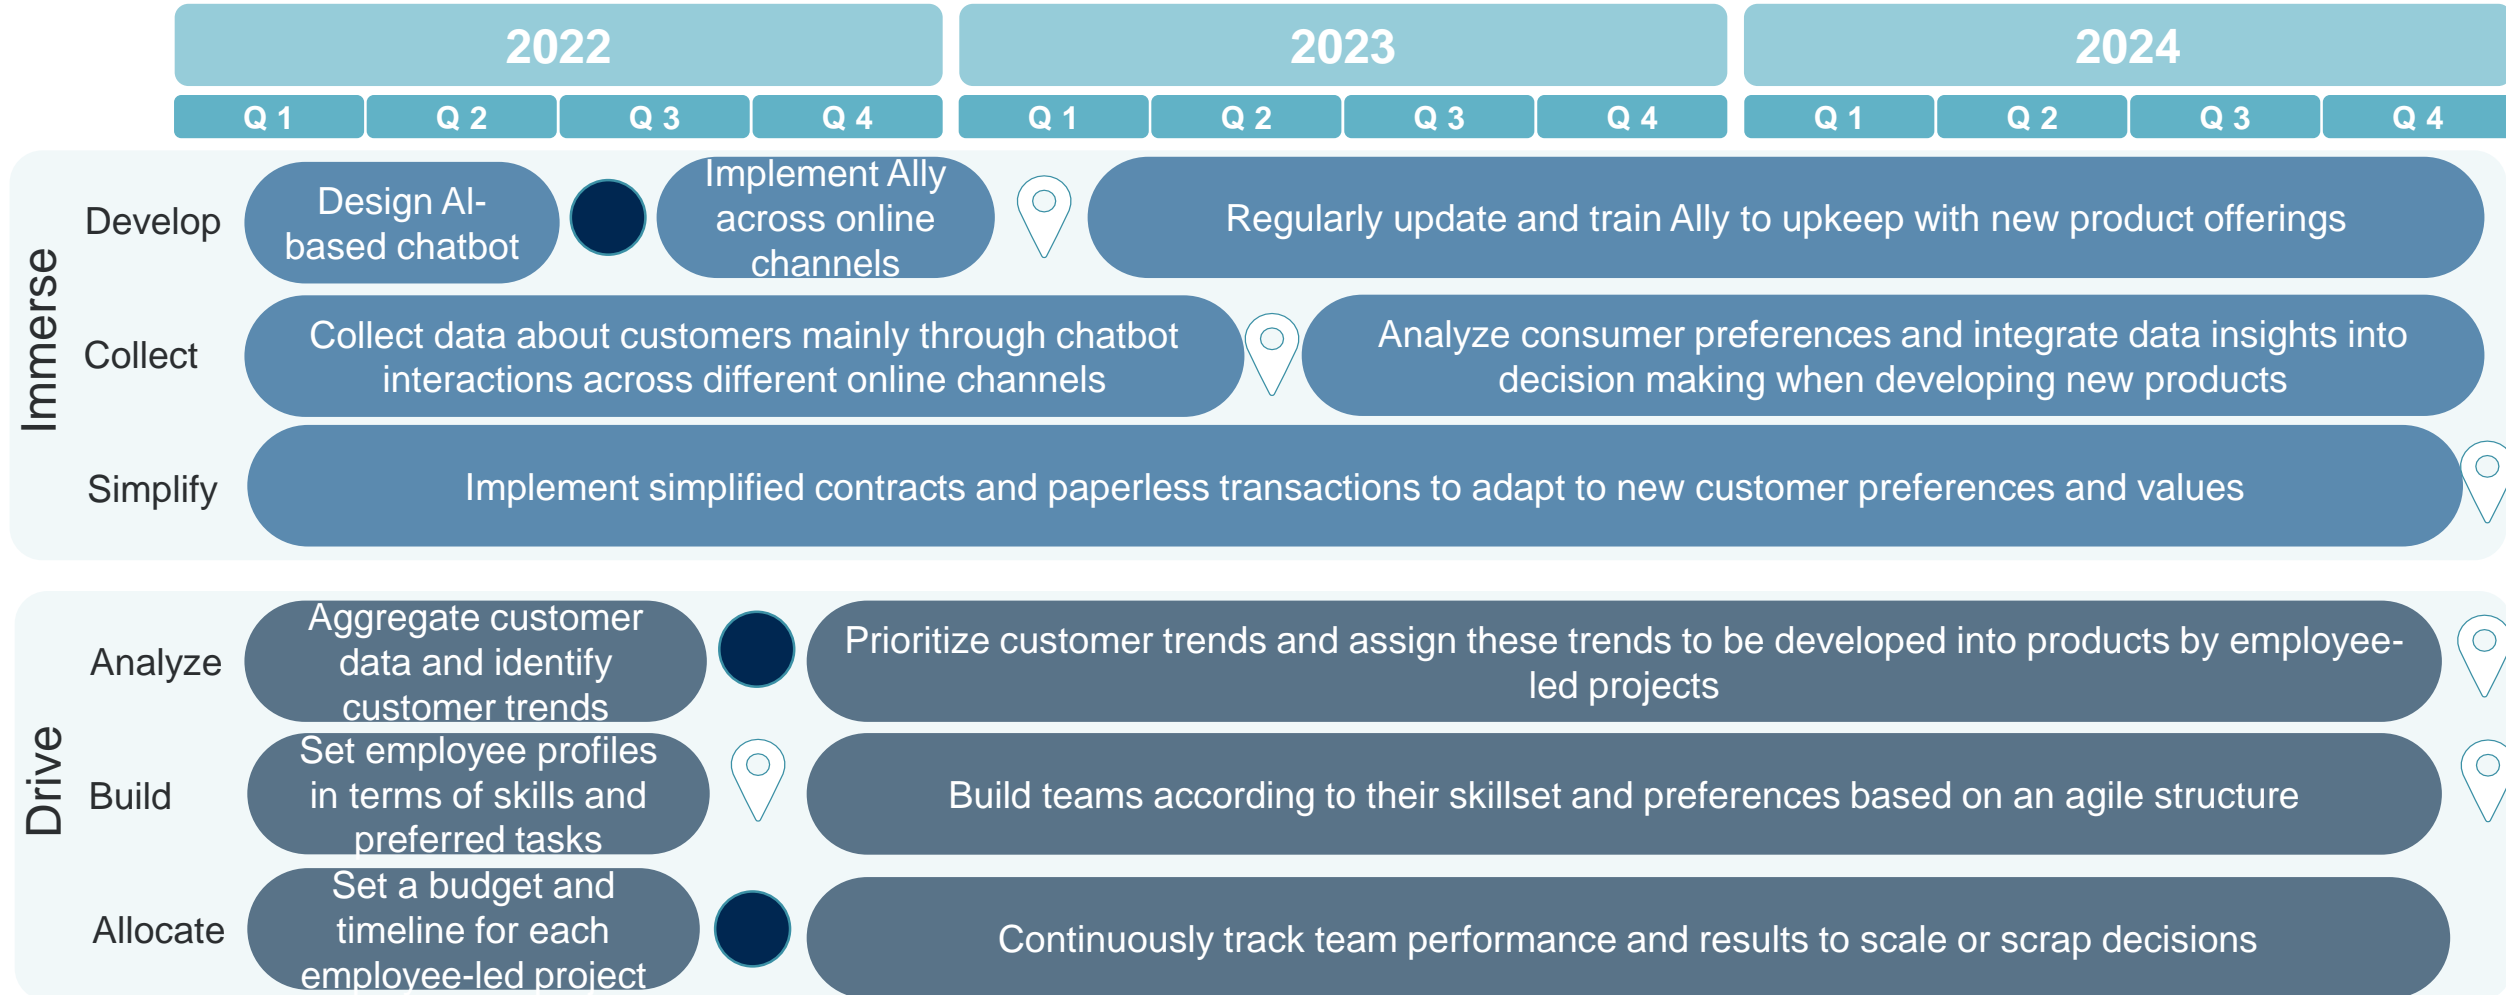 2022
2023
2024
Q 1
Q 2
Q 3
Q 4
Q 1
Q 2
Q 3
Q 4
Q 1
Q 2
Q 3
Q 4
Immerse
Develop
Design AI-
based chatbot
Implement Ally
across online
channels
Regularly update and train Ally to upkeep with new product offerings
Collect
Collect data about customers mainly through chatbot
interactions across different online channels
Analyze consumer preferences and integrate data insights into
decision making when developing new products
Simplify
Implement simplified contracts and paperless transactions to adapt to new customer preferences and values
Drive
Analyze
Aggregate customer
data and identify
customer trends
Prioritize customer trends and assign these trends to be developed into products by employee-
led projects
Build
Set employee profiles
in terms of skills and
preferred tasks
Build teams according to their skillset and preferences based on an agile structure
Allocate
Set a budget and
timeline for each
employee-led project
Continuously track team performance and results to scale or scrap decisions